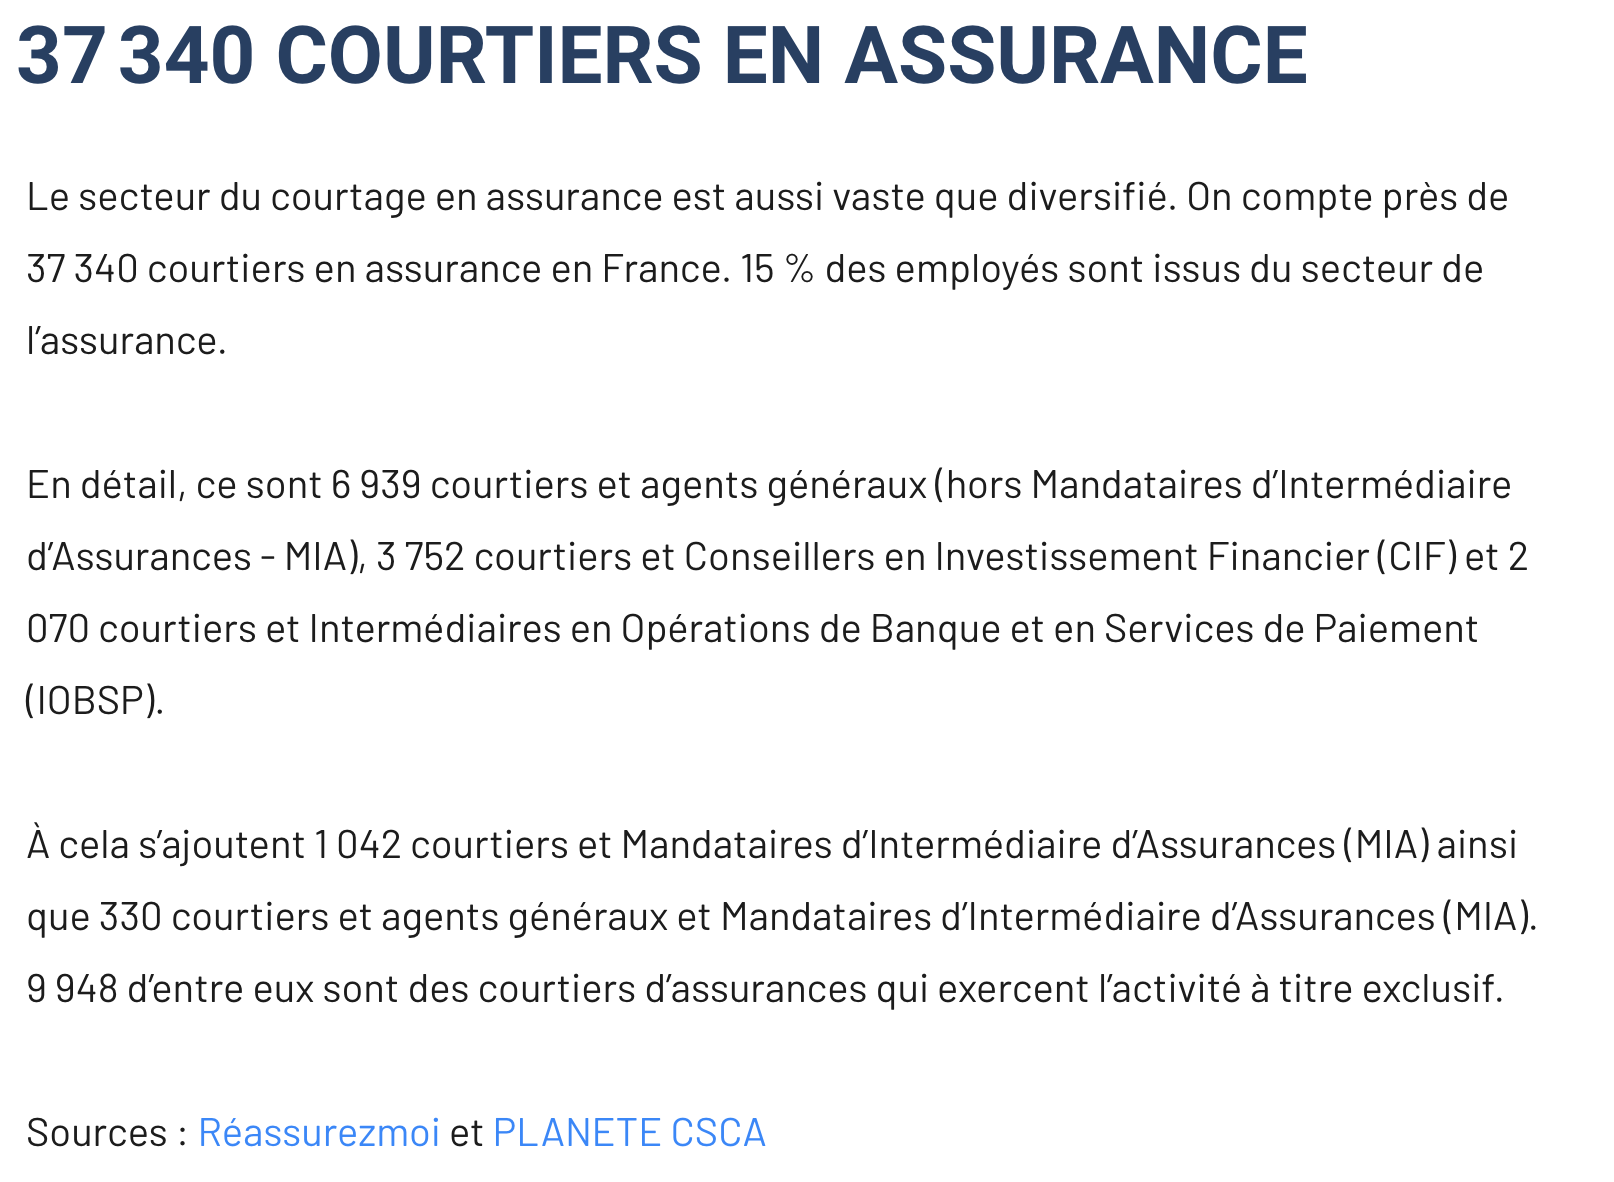 37 340 COURTIERS EN ASSURANCE
Le secteur du courtage en assurance est aussi vaste que diversifié. On compte près de
37 340 courtiers en assurance en France. 15 % des employés sont issus du secteur de
l’assurance.
En détail, ce sont 6 939 courtiers et agents généraux (hors Mandataires d’Intermédiaire
d’Assurances - MIA), 3 752 courtiers et Conseillers en Investissement Financier (CIF) et 2
070 courtiers et Intermédiaires en Opérations de Banque et en Services de Paiement
(IOBSP).
À cela s’ajoutent 1 042 courtiers et Mandataires d’Intermédiaire d’Assurances (MIA) ainsi
que 330 courtiers et agents généraux et Mandataires d’Intermédiaire d’Assurances (MIA).
9 948 d’entre eux sont des courtiers d’assurances qui exercent l’activité à titre exclusif.
Sources : Réassurezmoi et PLANETE CSCA